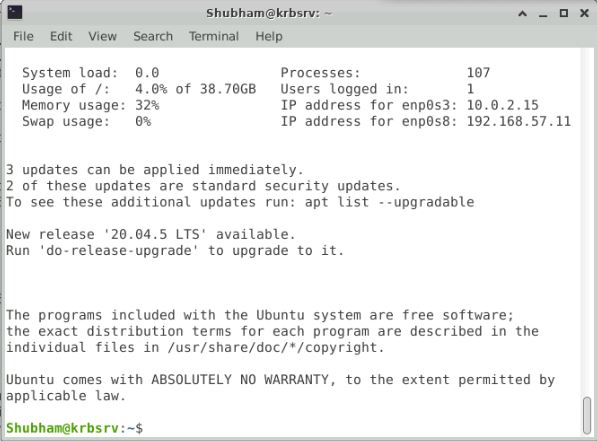 Shubham@krbsrv: ~
File Edit View Search Terminal Help
System load: 0.0 Processes: 107
Usage of /: 4.0% of 38.70GB Users logged in: 1
Memory usage: 32% IP address for enp0s3: 10.0.2.15
Swap usage: 0% IP address for enp0s8: 192.168.57.11
3 updates can be applied immediately.
2 of these updates are standard security updates.
To see these additional updates run: apt list --upgradable
New release '20.04.5 LTS' available.
Run 'do-release-upgrade' to upgrade to it.
The programs included with the Ubuntu system are free software;
the exact distribution terms for each program are described in the
individual files in /usr/share/doc/*/copyright.
Ubuntu comes with ABSOLUTELY NO WARRANTY, to the extent permitted by
applicable law.
Shubham@krbsrv:~$